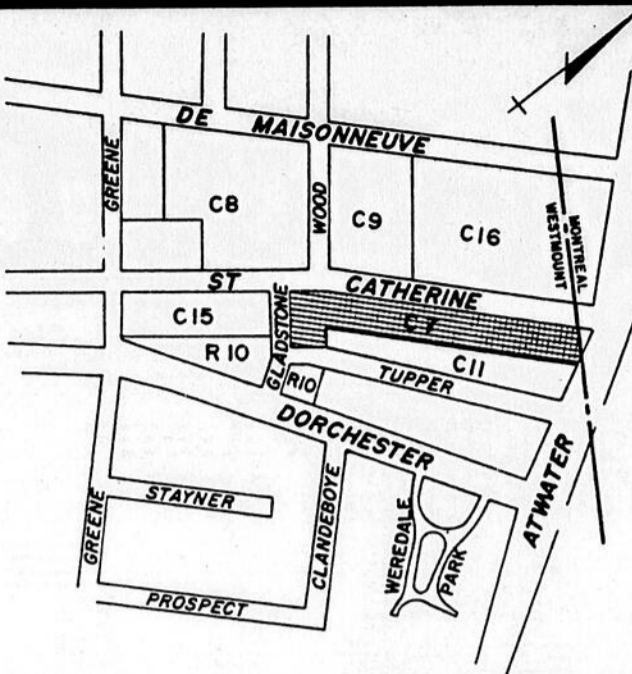 DE MAISONNEUVE
GREENE
C8
WOOD
C9
C16
MONTREAL
WESTMOUNT
ST CATHERINE
C15
GLADSTONE
C7
R10
C11
R10
TUPPER
DORCHESTER
ATWATER
GREENE
STAYNER
CLANDEBOYE
WEREDALE PARK
PROSPECT